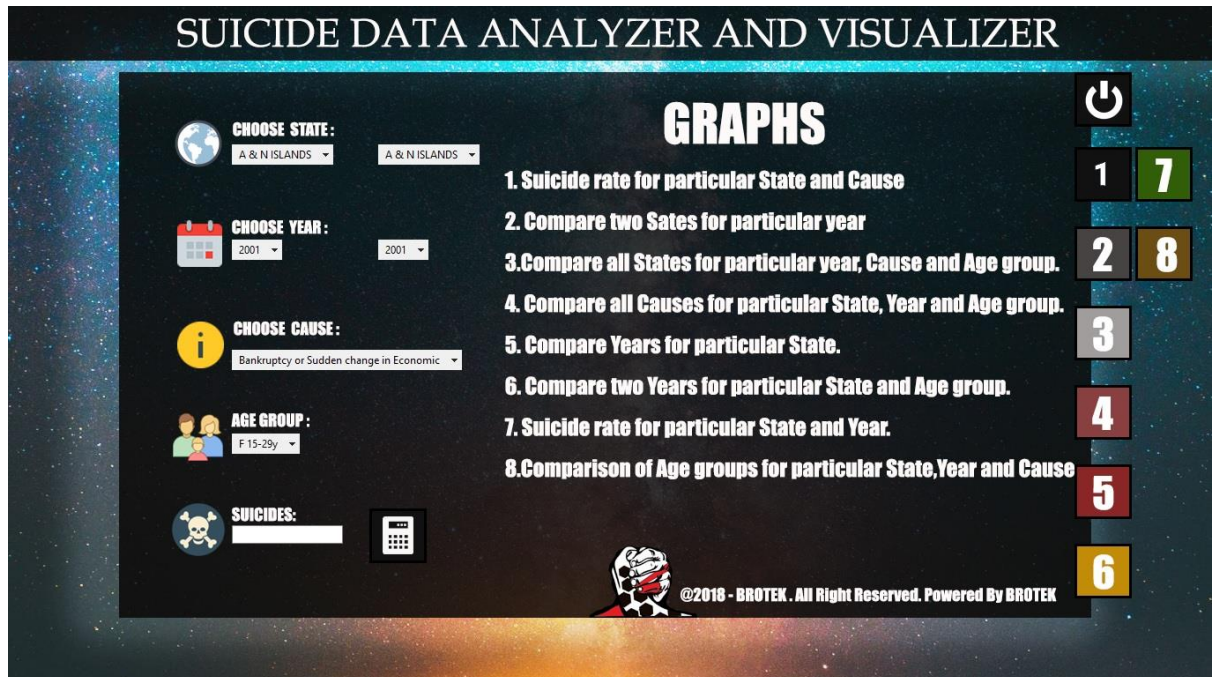 SUICIDE DATA ANALYZER AND VISUALIZER
CHOOSE STATE :
A & N ISLANDS
A & N ISLANDS
CHOOSE YEAR :
2001
2001
CHOOSE CAUSE :
Bankruptcy or Sudden change in Economic
AGE GROUP :
F 15-29y
SUICIDES:
GRAPHS
1. Suicide rate for particular State and Cause
2. Compare two Sates for particular year
3.Compare all States for particular year, Cause and Age group.
4. Compare all Causes for particular State, Year and Age group.
5. Compare Years for particular State.
6. Compare two Years for particular State and Age group.
7. Suicide rate for particular State and Year.
8.Comparison of Age groups for particular State,Year and Cause
@2018 - BROTEK . All Right Reserved. Powered By BROTEK
1
7
2
8
3
4
5
6